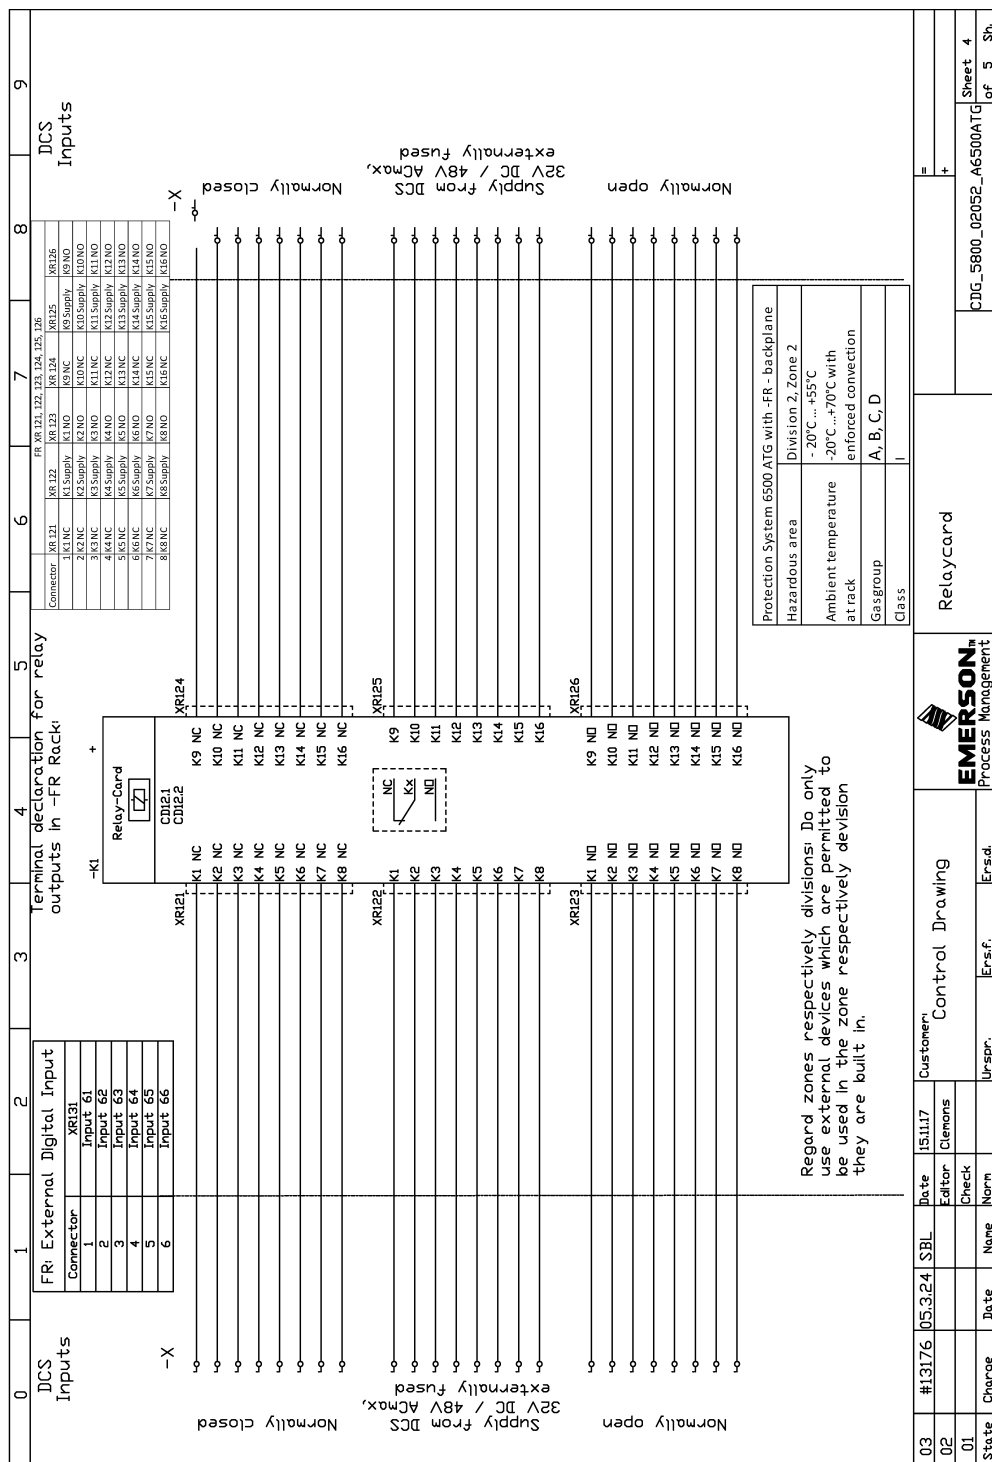 0 1 2 3 4 5 6 7 8 9
DCS
Inputs
FR: External Digital Input
Connector XR131
1 Input 61
2 Input 62
3 Input 63
4 Input 64
5 Input 65
6 Input 66
Terminal declaration for relay
outputs in -FR Rack:
FR XR 121, 122, 123, 124, 125, 126
Connector XR 121 XR 122 XR 123 XR 124 XR125 XR126
1 K1 NC K1 Supply K1 NO K9 NC K9 Supply K9 NO
2 K2 NC K2 Supply K2 NO K10 NC K10 Supply K10 NO
3 K3 NC K3 Supply K3 NO K11 NC K11 Supply K11 NO
4 K4 NC K4 Supply K4 NO K12 NC K12 Supply K12 NO
5 K5 NC K5 Supply K5 NO K13 NC K13 Supply K13 NO
6 K6 NC K6 Supply K6 NO K14 NC K14 Supply K14 NO
7 K7 NC K7 Supply K7 NO K15 NC K15 Supply K15 NO
8 K8 NC K8 Supply K8 NO K16 NC K16 Supply K16 NO
DCS
Inputs
-X
-K1 +
Relay-Card
CD12.1
CD12.2
-X
Normally closed
XR121
K1 NC
K2 NC
K3 NC
K4 NC
K5 NC
K6 NC
K7 NC
K8 NC
XR124
K9 NC
K10 NC
K11 NC
K12 NC
K13 NC
K14 NC
K15 NC
K16 NC
Normally closed
Supply from DCS
32V DC / 48V ACmax,
externally fused
XR122
K1
K2
K3
K4
K5
K6
K7
K8
NC
Kx
NO
XR125
K9
K10
K11
K12
K13
K14
K15
K16
Supply from DCS
32V DC / 48V ACmax,
externally fused
Normally open
XR123
K1 NO
K2 NO
K3 NO
K4 NO
K5 NO
K6 NO
K7 NO
K8 NO
XR126
K9 NO
K10 NO
K11 NO
K12 NO
K13 NO
K14 NO
K15 NO
K16 NO
Normally open
Regard zones respectively divisions: Do only
use external devices which are permitted to
be used in the zone respectively devision
they are built in.
Protection System 6500 ATG with -FR - backplane
Hazardous area Division 2, Zone 2
Ambient temperature
at rack
- 20°C ... +55°C
-20°C ...+70°C with
enforced convection
Gasgroup A, B, C, D
Class I
03 #13176 05.3.24 SBL
02
01
State Charge Date Name Norm
Date 15.11.17
Editor Clemons
Check
Customer:
Control Drawing
Urspr. Ers.f. Ers.d.
EMERSON™
Process Management
Relaycard
=
+
CDG_5800_02052_A6500ATG
Sheet 4
of 5 Sh.